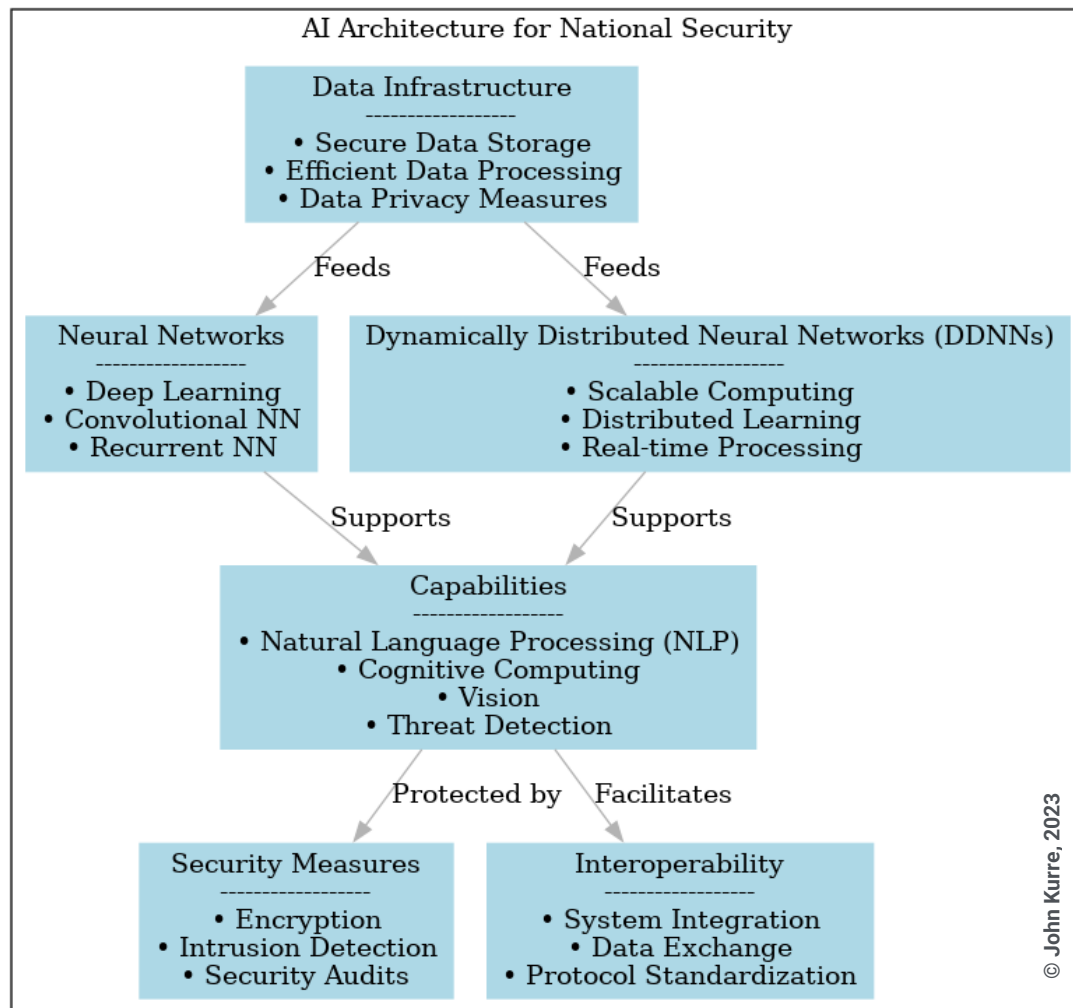 AI Architecture for National Security
Data Infrastructure
------------------
• Secure Data Storage
• Efficient Data Processing
• Data Privacy Measures
Feeds
Feeds
Neural Networks
------------------
• Deep Learning
• Convolutional NN
• Recurrent NN
Dynamically Distributed Neural Networks (DDNNs)
------------------
• Scalable Computing
• Distributed Learning
• Real-time Processing
Supports
Supports
Capabilities
------------------
• Natural Language Processing (NLP)
• Cognitive Computing
• Vision
• Threat Detection
Protected by
Facilitates
Security Measures
------------------
• Encryption
• Intrusion Detection
• Security Audits
Interoperability
------------------
• System Integration
• Data Exchange
• Protocol Standardization
© John Kurre, 2023